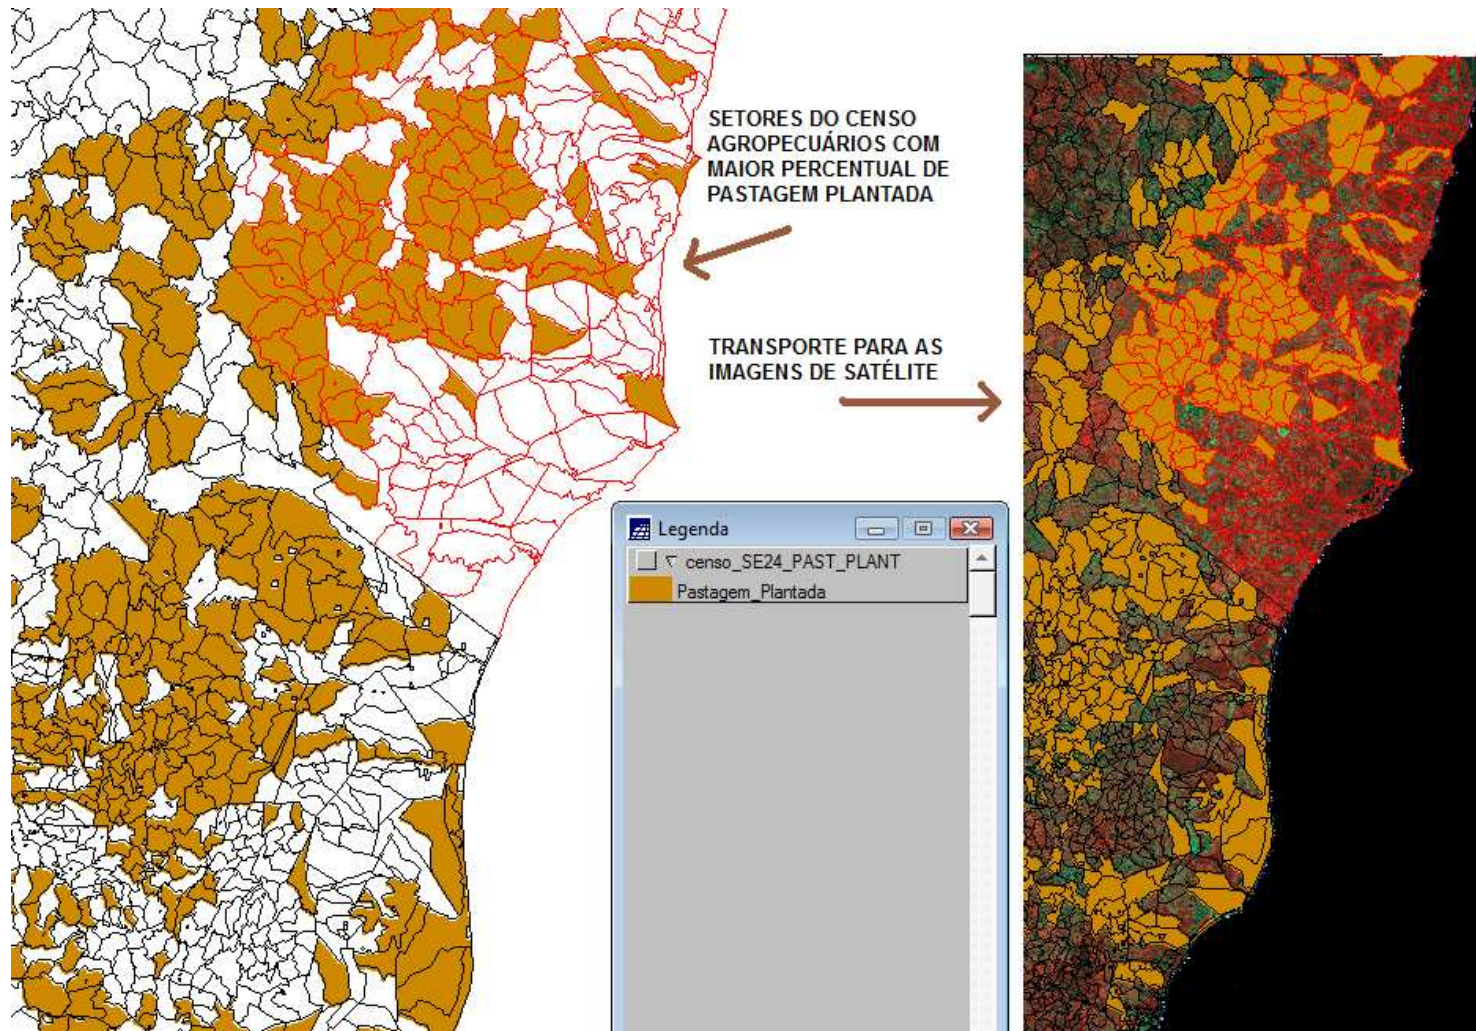 SETORES DO CENSO
AGROPECUÁRIOS COM
MAIOR PERCENTUAL DE
PASTAGEM PLANTADA
TRANSPORTE PARA AS
IMAGENS DE SATÉLITE
Legenda
censo_SE24_PAST_PLANT
Pastagem_Plantada